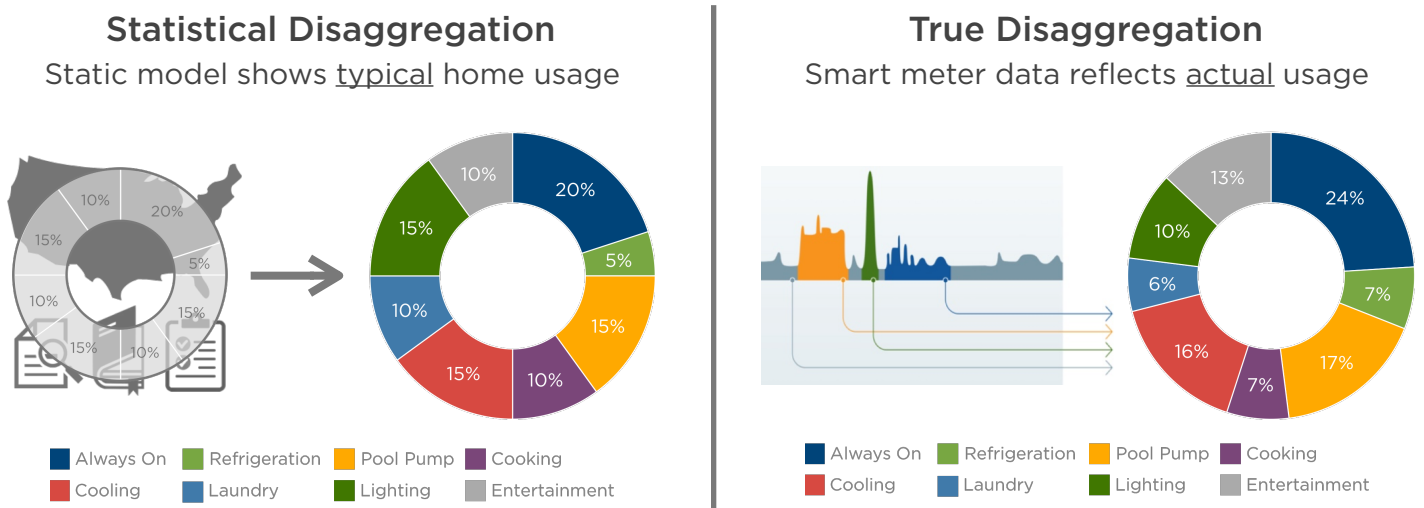 Statistical Disaggregation
Static model shows typical home usage
10%
20%
15%
5%
10%
15%
15%
10%
10%
20%
15%
5%
10%
15%
15%
10%
Always On
Refrigeration
Pool Pump
Cooking
Cooling
Laundry
Lighting
Entertainment
True Disaggregation
Smart meter data reflects actual usage
13%
24%
10%
6%
7%
16%
17%
7%
Always On
Refrigeration
Pool Pump
Cooking
Cooling
Laundry
Lighting
Entertainment